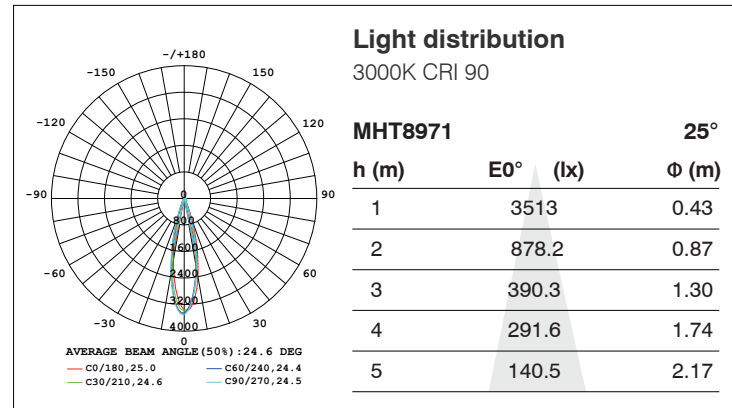 -/+180
-150 150
-120 120
-90 90
-60 60
-30 30
0
800
1600
2400
3200
4000
0
AVERAGE BEAM ANGLE(50%):24.6 DEG
C0/180,25.0 C60/240,24.4
C30/210,24.6 C90/270,24.5
Light distribution
3000K CRI 90
MHT8971 25°
h (m) E0° (lx) Φ (m)
1 3513 0.43
2 878.2 0.87
3 390.3 1.30
4 291.6 1.74
5 140.5 2.17